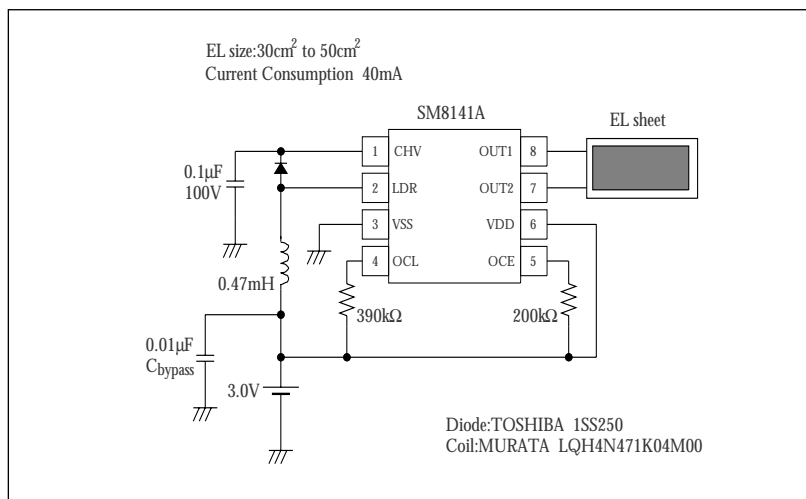 EL size:30cm² to 50cm²
Current Consumption 40mA
SM8141A
EL sheet
1 CHV OUT1 8
0.1µF
100V
2 LDR OUT2 7
3 VSS VDD 6
4 OCL OCE 5
0.47mH
390kΩ
200kΩ
0.01µF
Cbypass
3.0V
Diode:TOSHIBA 1SS250
Coil:MURATA LQH4N471K04M00